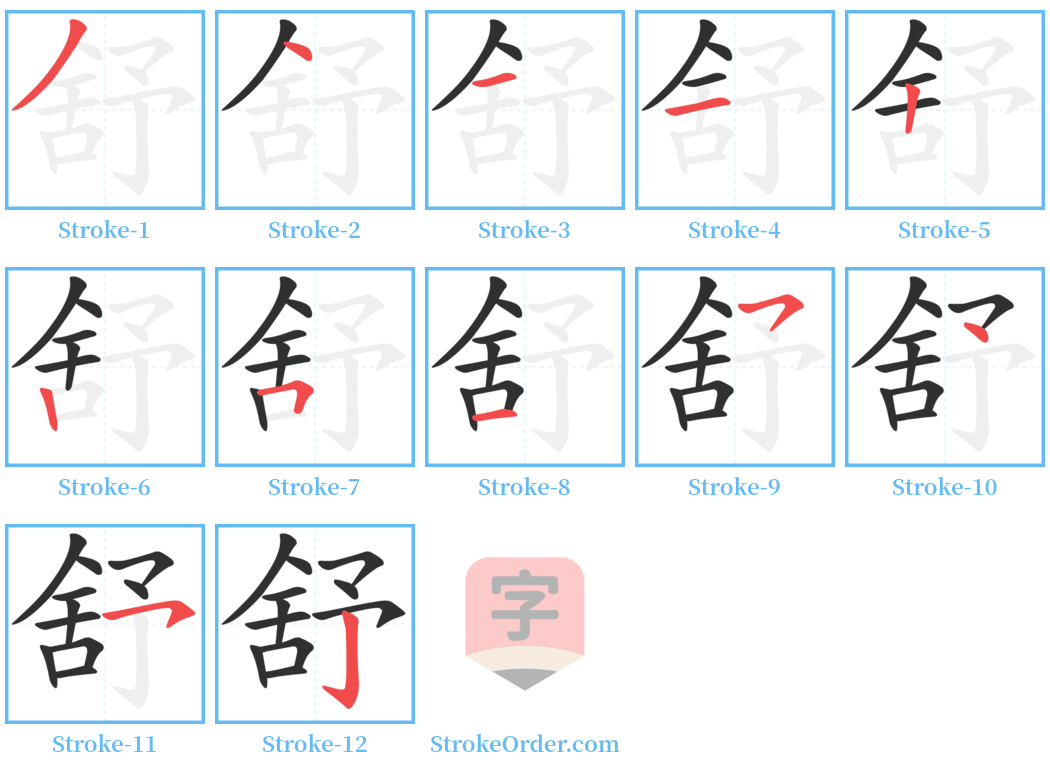 舒 舒 舒 舒 舒
Stroke-1 Stroke-2 Stroke-3 Stroke-4 Stroke-5
舒 舒 舒 舒 舒
Stroke-6 Stroke-7 Stroke-8 Stroke-9 Stroke-10
舒 舒 字
Stroke-11 Stroke-12 StrokeOrder.com